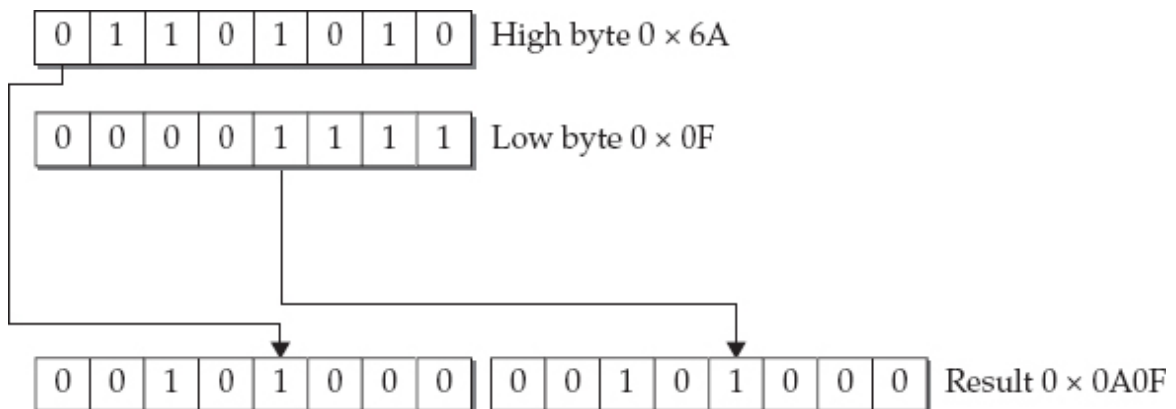 0 1 1 0 1 0 1 0 High byte 0 × 6A
0 0 0 0 1 1 1 1 Low byte 0 × 0F
0 0 1 0 1 0 0 0 0 0 1 0 1 0 0 0 Result 0 × 0A0F